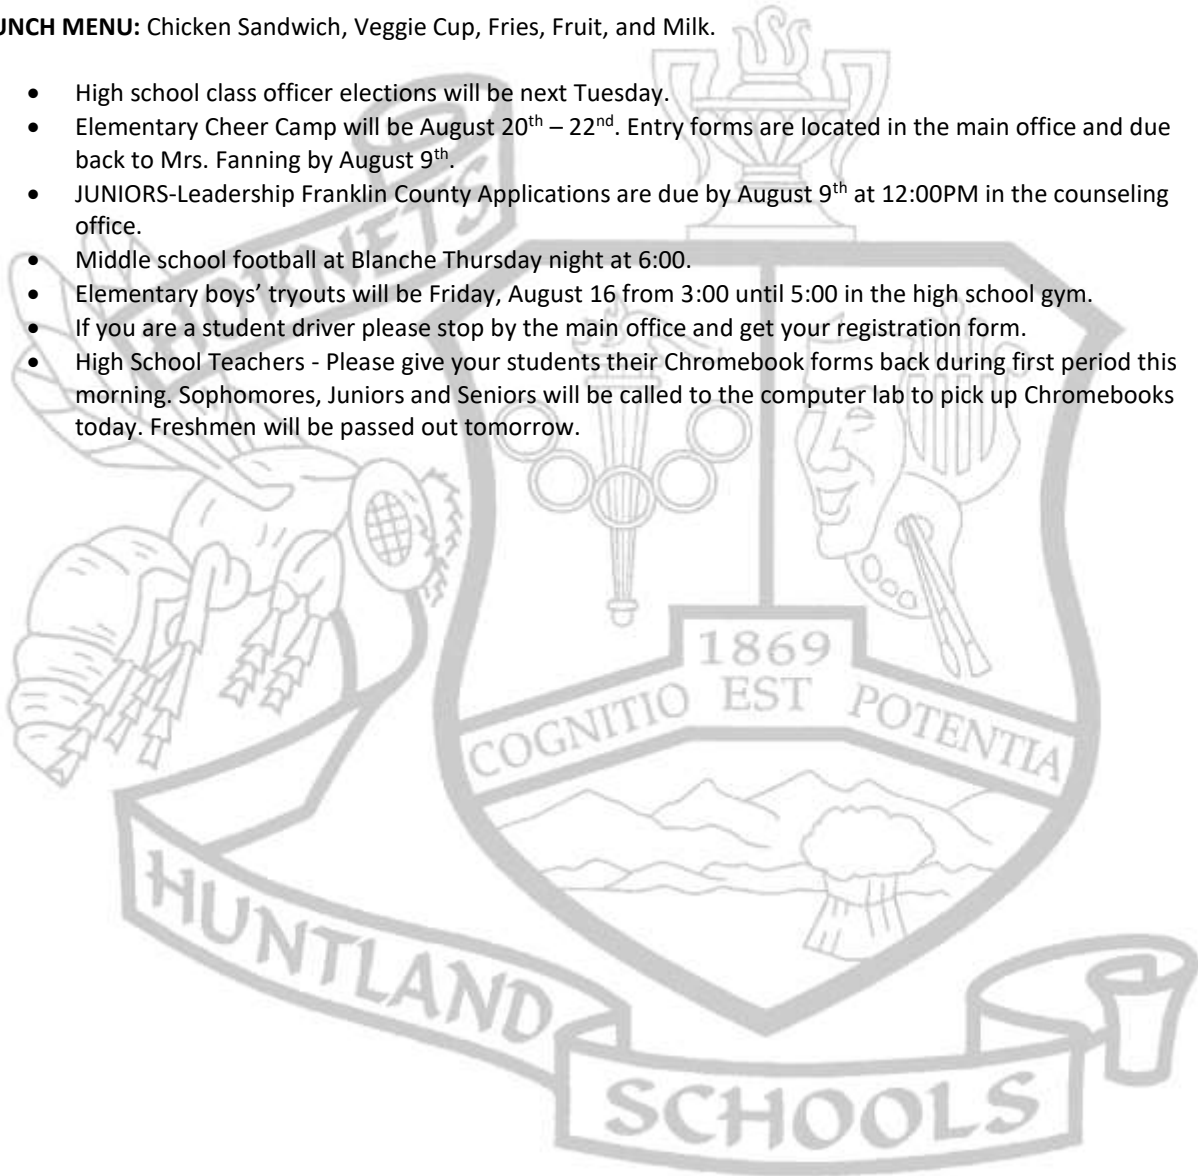 UNCH MENU: Chicken Sandwich, Veggie Cup, Fries, Fruit, and Milk.
• High school class officer elections will be next Tuesday.
• Elementary Cheer Camp will be August 20th – 22nd. Entry forms are located in the main office and due
back to Mrs. Fanning by August 9th.
• JUNIORS-Leadership Franklin County Applications are due by August 9th at 12:00PM in the counseling
office.
• Middle school football at Blanche Thursday night at 6:00.
• Elementary boys’ tryouts will be Friday, August 16 from 3:00 until 5:00 in the high school gym.
• If you are a student driver please stop by the main office and get your registration form.
• High School Teachers - Please give your students their Chromebook forms back during first period this
morning. Sophomores, Juniors and Seniors will be called to the computer lab to pick up Chromebooks
today. Freshmen will be passed out tomorrow.
HORNETS
1869
COGNITIO EST POTENTIA
HUNTLAND
SCHOOLS